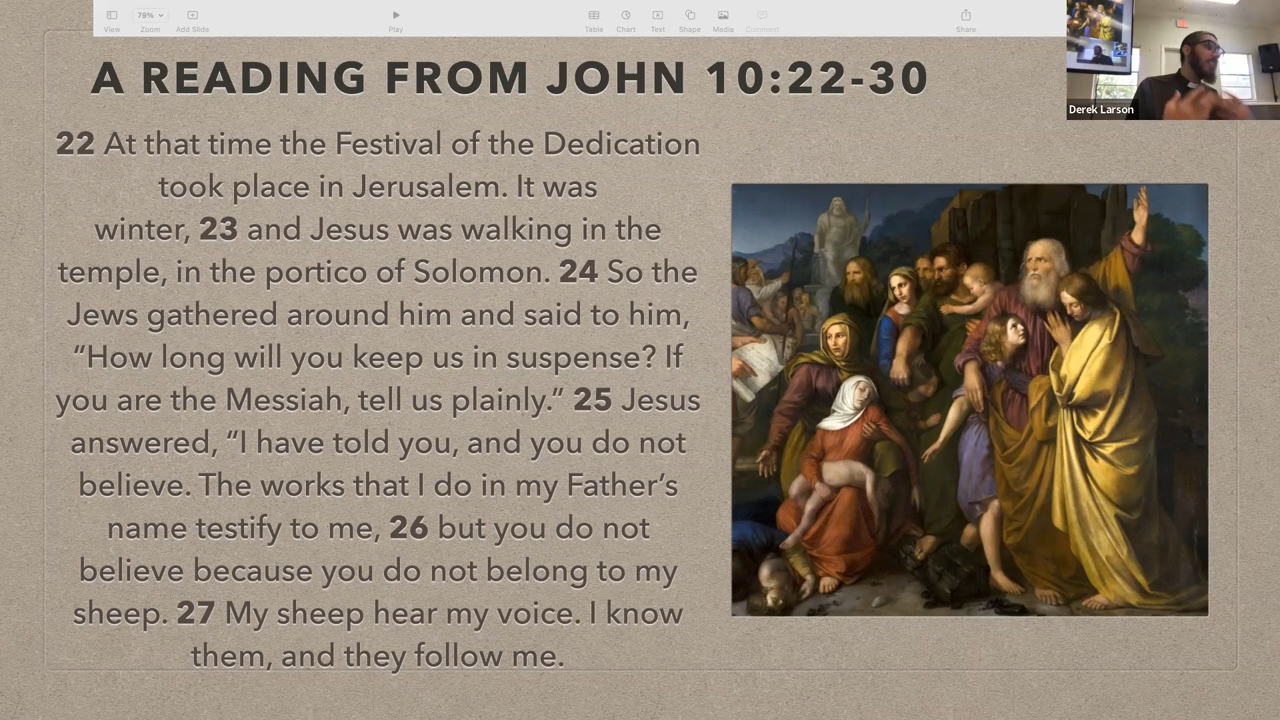 79%
View
Zoom
Add Slide
Play
Table
Chart
Text
Shape
Media
Comment
Share
A READING FROM JOHN 10:22-30
Derek Larson
22 At that time the Festival of the Dedication
took place in Jerusalem. It was
winter, 23 and Jesus was walking in the
temple, in the portico of Solomon. 24 So the
Jews gathered around him and said to him,
“How long will you keep us in suspense? If
you are the Messiah, tell us plainly.” 25 Jesus
answered, “I have told you, and you do not
believe. The works that I do in my Father’s
name testify to me, 26 but you do not
believe because you do not belong to my
sheep. 27 My sheep hear my voice. I know
them, and they follow me.